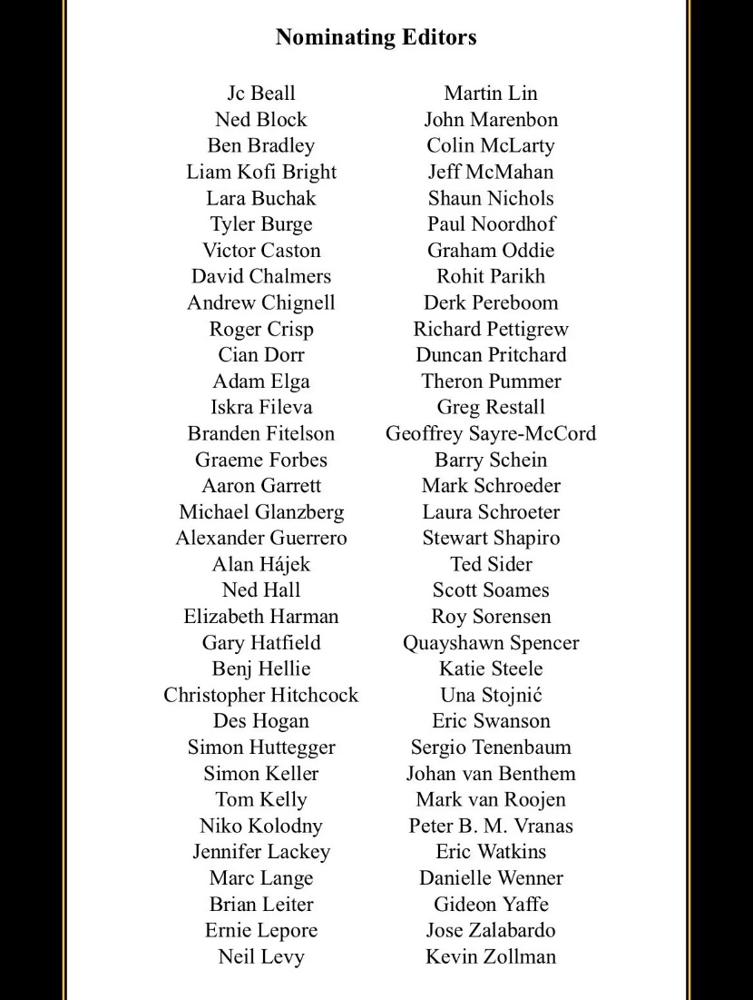 Nominating Editors
Jc Beall
Ned Block
Ben Bradley
Liam Kofi Bright
Lara Buchak
Tyler Burge
Victor Caston
David Chalmers
Andrew Chignell
Roger Crisp
Cian Dorr
Adam Elga
Iskra Fileva
Branden Fitelson
Graeme Forbes
Aaron Garrett
Michael Glanzberg
Alexander Guerrero
Alan Hájek
Ned Hall
Elizabeth Harman
Gary Hatfield
Benj Hellie
Christopher Hitchcock
Des Hogan
Simon Huttegger
Simon Keller
Tom Kelly
Niko Kolodny
Jennifer Lackey
Marc Lange
Brian Leiter
Ernie Lepore
Neil Levy
Martin Lin
John Marenbon
Colin McLarty
Jeff McMahan
Shaun Nichols
Paul Noordhof
Graham Oddie
Rohit Parikh
Derk Pereboom
Richard Pettigrew
Duncan Pritchard
Theron Pummer
Greg Restall
Geoffrey Sayre-McCord
Barry Schein
Mark Schroeder
Laura Schroeter
Stewart Shapiro
Ted Sider
Scott Soames
Roy Sorensen
Quayshawn Spencer
Katie Steele
Una Stojnić
Eric Swanson
Sergio Tenenbaum
Johan van Benthem
Mark van Roojen
Peter B. M. Vranas
Eric Watkins
Danielle Wenner
Gideon Yaffe
Jose Zalabardo
Kevin Zollman